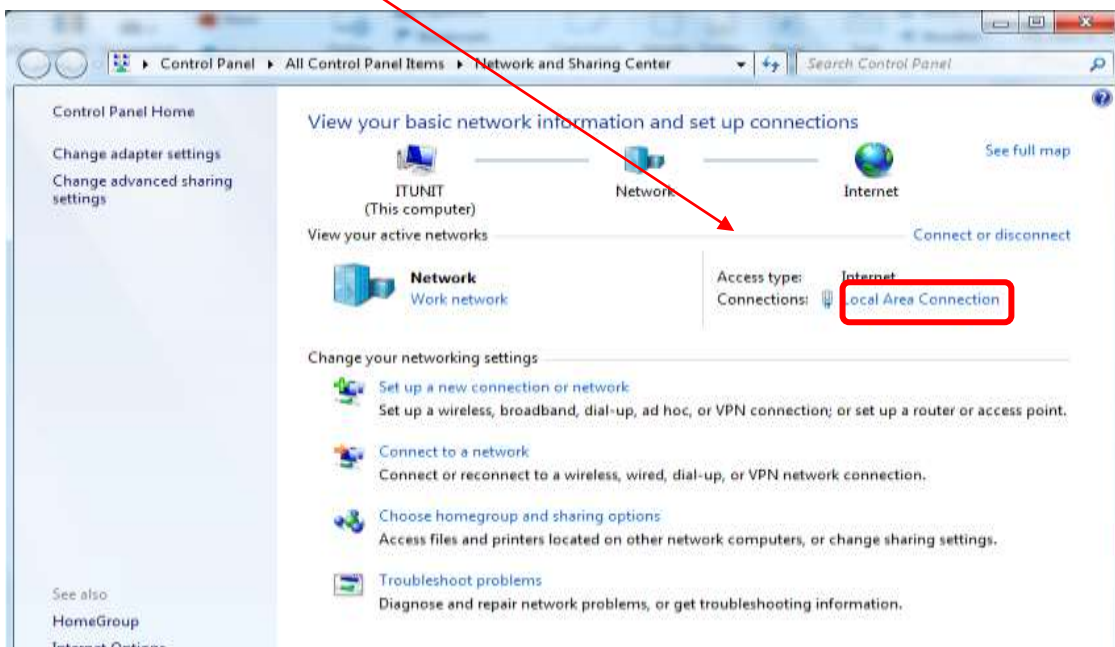 Control Panel ▸ All Control Panel Items ▸ Network and Sharing Center
Search Control Panel
Control Panel Home
Change adapter settings
Change advanced sharing
settings
View your basic network information and set up connections
See full map
ITUNIT
(This computer)
Network
Internet
View your active networks
Connect or disconnect
Network
Work network
Access type: Internet
Connections: Local Area Connection
Change your networking settings
Set up a new connection or network
Set up a wireless, broadband, dial-up, ad hoc, or VPN connection; or set up a router or access point.
Connect to a network
Connect or reconnect to a wireless, wired, dial-up, or VPN network connection.
Choose homegroup and sharing options
Access files and printers located on other network computers, or change sharing settings.
Troubleshoot problems
Diagnose and repair network problems, or get troubleshooting information.
See also
HomeGroup
Internet Options